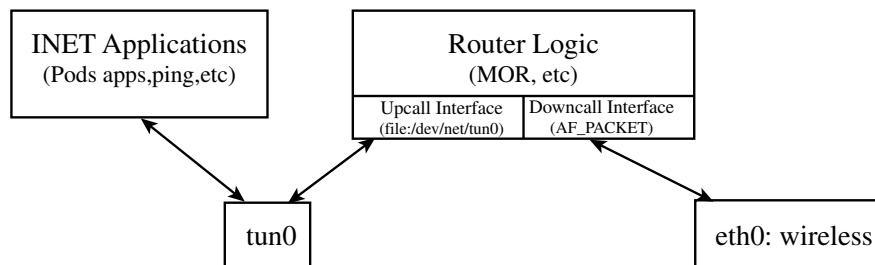 INET Applications
(Pods apps,ping,etc)
Router Logic
(MOR, etc)
Upcall Interface
(file:/dev/net/tun0)
Downcall Interface
(AF_PACKET)
tun0
eth0: wireless